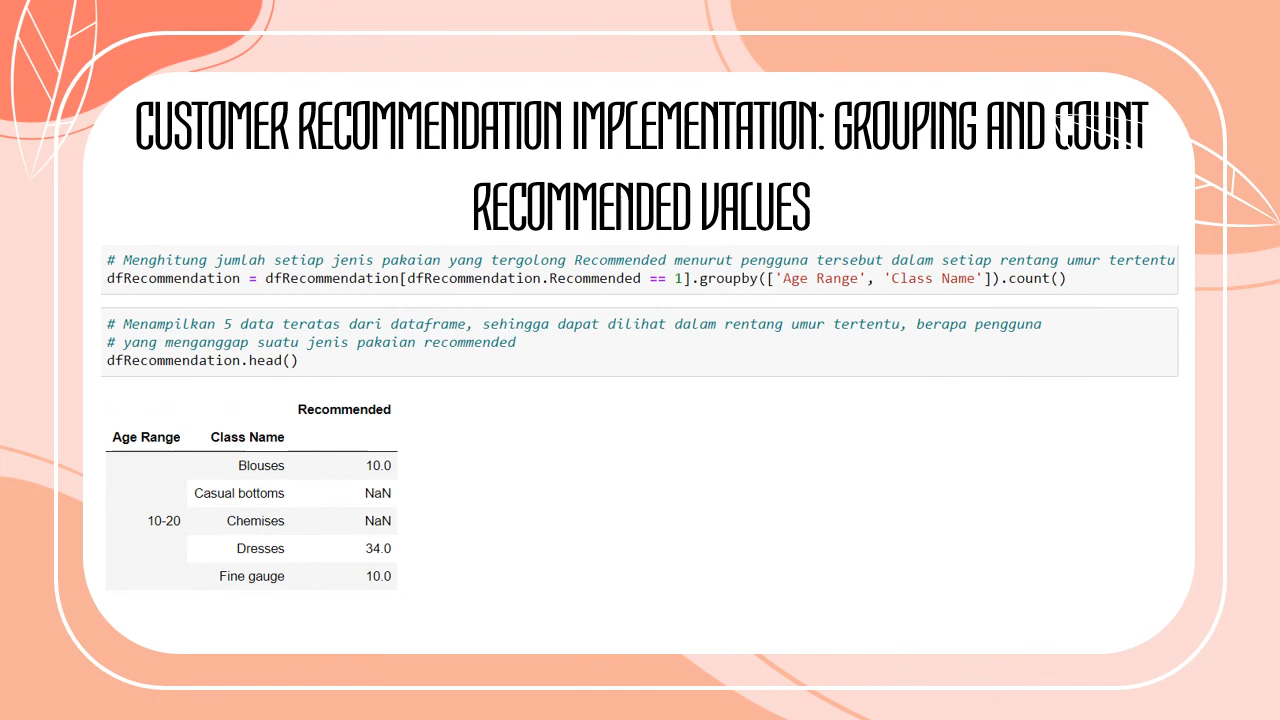 CUSTOMER RECOMMENDATION IMPLEMENTATION: GROUPING AND COUNT
RECOMMENDED VALUES
# Menghitung jumlah setiap jenis pakaian yang tergolong Recommended menurut pengguna tersebut dalam setiap rentang umur tertentu
dfRecommendation = dfRecommendation[dfRecommendation.Recommended == 1].groupby(['Age Range', 'Class Name']).count()
# Menampilkan 5 data teratas dari dataframe, sehingga dapat dilihat dalam rentang umur tertentu, berapa pengguna
# yang menganggap suatu jenis pakaian recommended
dfRecommendation.head()
Recommended
Age Range Class Name
Blouses 10.0
Casual bottoms NaN
10-20 Chemises NaN
Dresses 34.0
Fine gauge 10.0